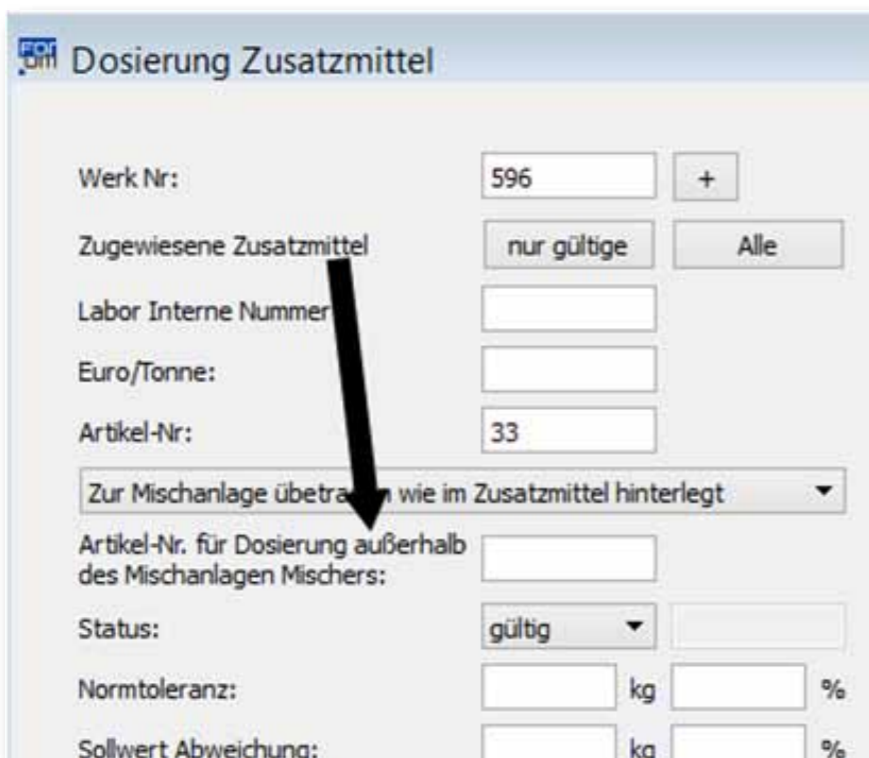 Dosierung Zusatzmittel
Werk Nr: 596 +
Zugewiesene Zusatzmittel nur gültige Alle
Labor Interne Nummer
Euro/Tonne:
Artikel-Nr: 33
Zur Mischanlage wie im Zusatzmittel hinterlegt
Artikel-Nr. für Dosierung außerhalb
des Mischanlagen Mischers:
Status: gültig
Normtoleranz: kg %
Sollwert Abweichung: kg %